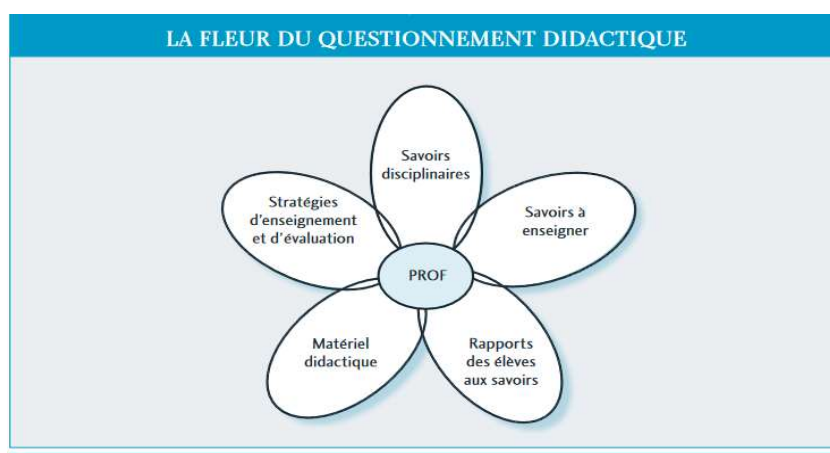 LA FLEUR DU QUESTIONNEMENT DIDACTIQUE
Savoirs
disciplinaires
Stratégies
d'enseignement
et d'évaluation
Savoirs à
enseigner
PROF
Matériel
didactique
Rapports
des élèves
aux savoirs